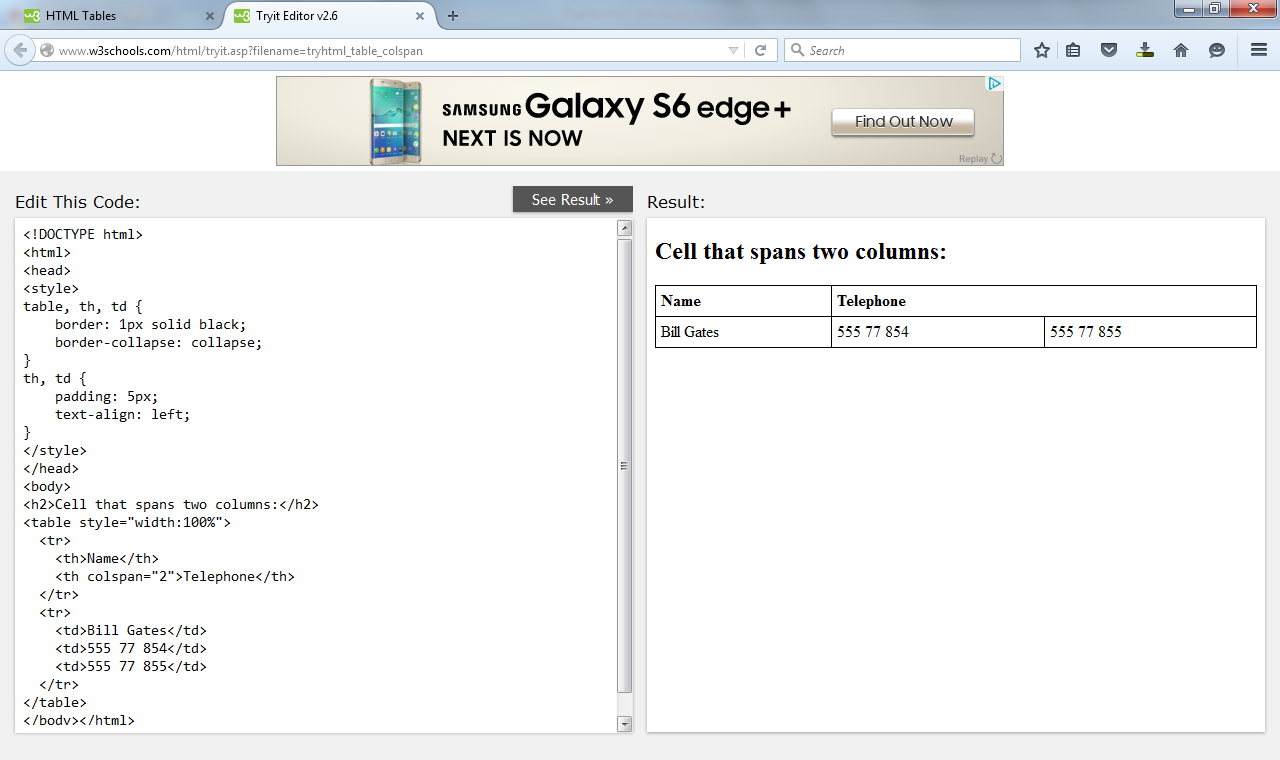 HTML Tables
Tryit Editor v2.6
www.w3schools.com/html/tryit.asp?filename=tryhtml_table_colspan
Search
SAMSUNG Galaxy S6 edge+
NEXT IS NOW
Find Out Now
Replay
Edit This Code:
See Result »
<!DOCTYPE html>
<html>
<head>
<style>
table, th, td {
    border: 1px solid black;
    border-collapse: collapse;
}
th, td {
    padding: 5px;
    text-align: left;
}
</style>
</head>
<body>
<h2>Cell that spans two columns:</h2>
<table style="width:100%">
  <tr>
    <th>Name</th>
    <th colspan="2">Telephone</th>
  </tr>
  <tr>
    <td>Bill Gates</td>
    <td>555 77 854</td>
    <td>555 77 855</td>
  </tr>
</table>
</body></html>
Result:
Cell that spans two columns:
Name Telephone
Bill Gates 555 77 854 555 77 855